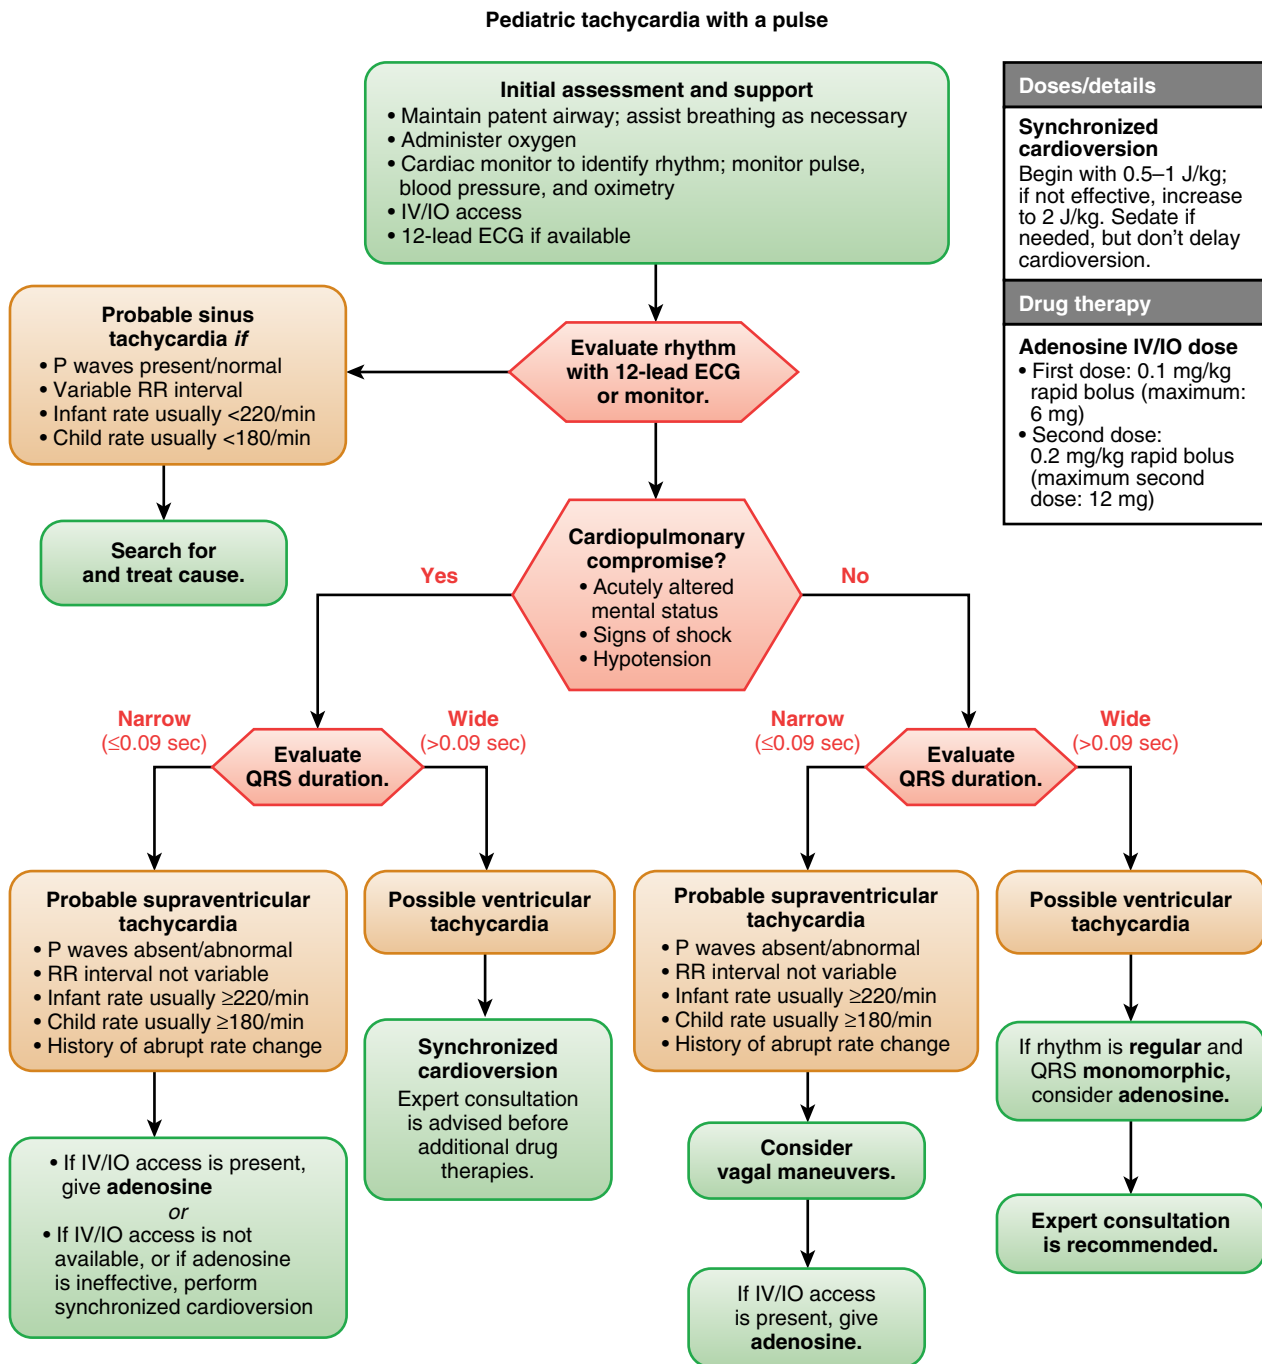 Pediatric tachycardia with a pulse
Initial assessment and support
• Maintain patent airway; assist breathing as necessary
• Administer oxygen
• Cardiac monitor to identify rhythm; monitor pulse,
blood pressure, and oximetry
• IV/IO access
• 12-lead ECG if available
Doses/details
Synchronized
cardioversion
Begin with 0.5–1 J/kg;
if not effective, increase
to 2 J/kg. Sedate if
needed, but don't delay
cardioversion.
Drug therapy
Adenosine IV/IO dose
• First dose: 0.1 mg/kg
rapid bolus (maximum:
6 mg)
• Second dose:
0.2 mg/kg rapid bolus
(maximum second
dose: 12 mg)
Probable sinus
tachycardia if
• P waves present/normal
• Variable RR interval
• Infant rate usually <220/min
• Child rate usually <180/min
Evaluate rhythm
with 12-lead ECG
or monitor.
Search for
and treat cause.
Cardiopulmonary
compromise?
• Acutely altered
mental status
• Signs of shock
• Hypotension
Yes
No
Narrow
(≤0.09 sec)
Evaluate
QRS duration.
Wide
(>0.09 sec)
Narrow
(≤0.09 sec)
Evaluate
QRS duration.
Wide
(>0.09 sec)
Probable supraventricular
tachycardia
• P waves absent/abnormal
• RR interval not variable
• Infant rate usually ≥220/min
• Child rate usually ≥180/min
• History of abrupt rate change
Possible ventricular
tachycardia
Probable supraventricular
tachycardia
• P waves absent/abnormal
• RR interval not variable
• Infant rate usually ≥220/min
• Child rate usually ≥180/min
• History of abrupt rate change
Possible ventricular
tachycardia
• If IV/IO access is present,
give adenosine
or
• If IV/IO access is not
available, or if adenosine
is ineffective, perform
synchronized cardioversion
Synchronized
cardioversion
Expert consultation
is advised before
additional drug
therapies.
Consider
vagal maneuvers.
If IV/IO access
is present, give
adenosine.
If rhythm is regular and
QRS monomorphic,
consider adenosine.
Expert consultation
is recommended.